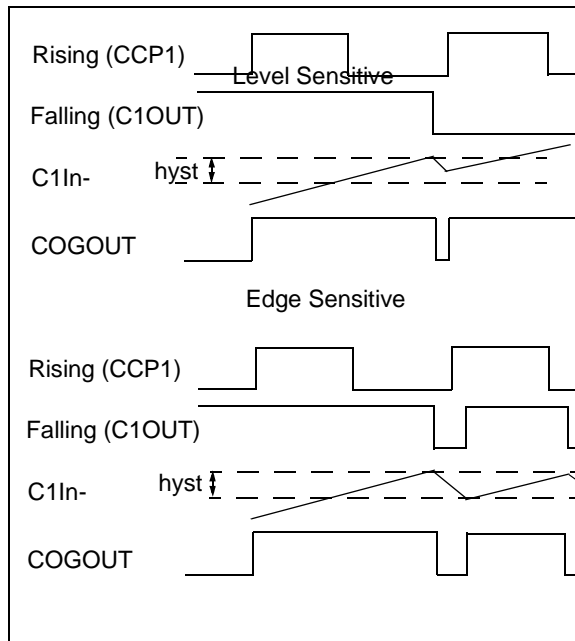 Rising (CCP1)
Level Sensitive
Falling (C1OUT)
C1In-
hyst
COGOUT
Edge Sensitive
Rising (CCP1)
Falling (C1OUT)
C1In-
hyst
COGOUT